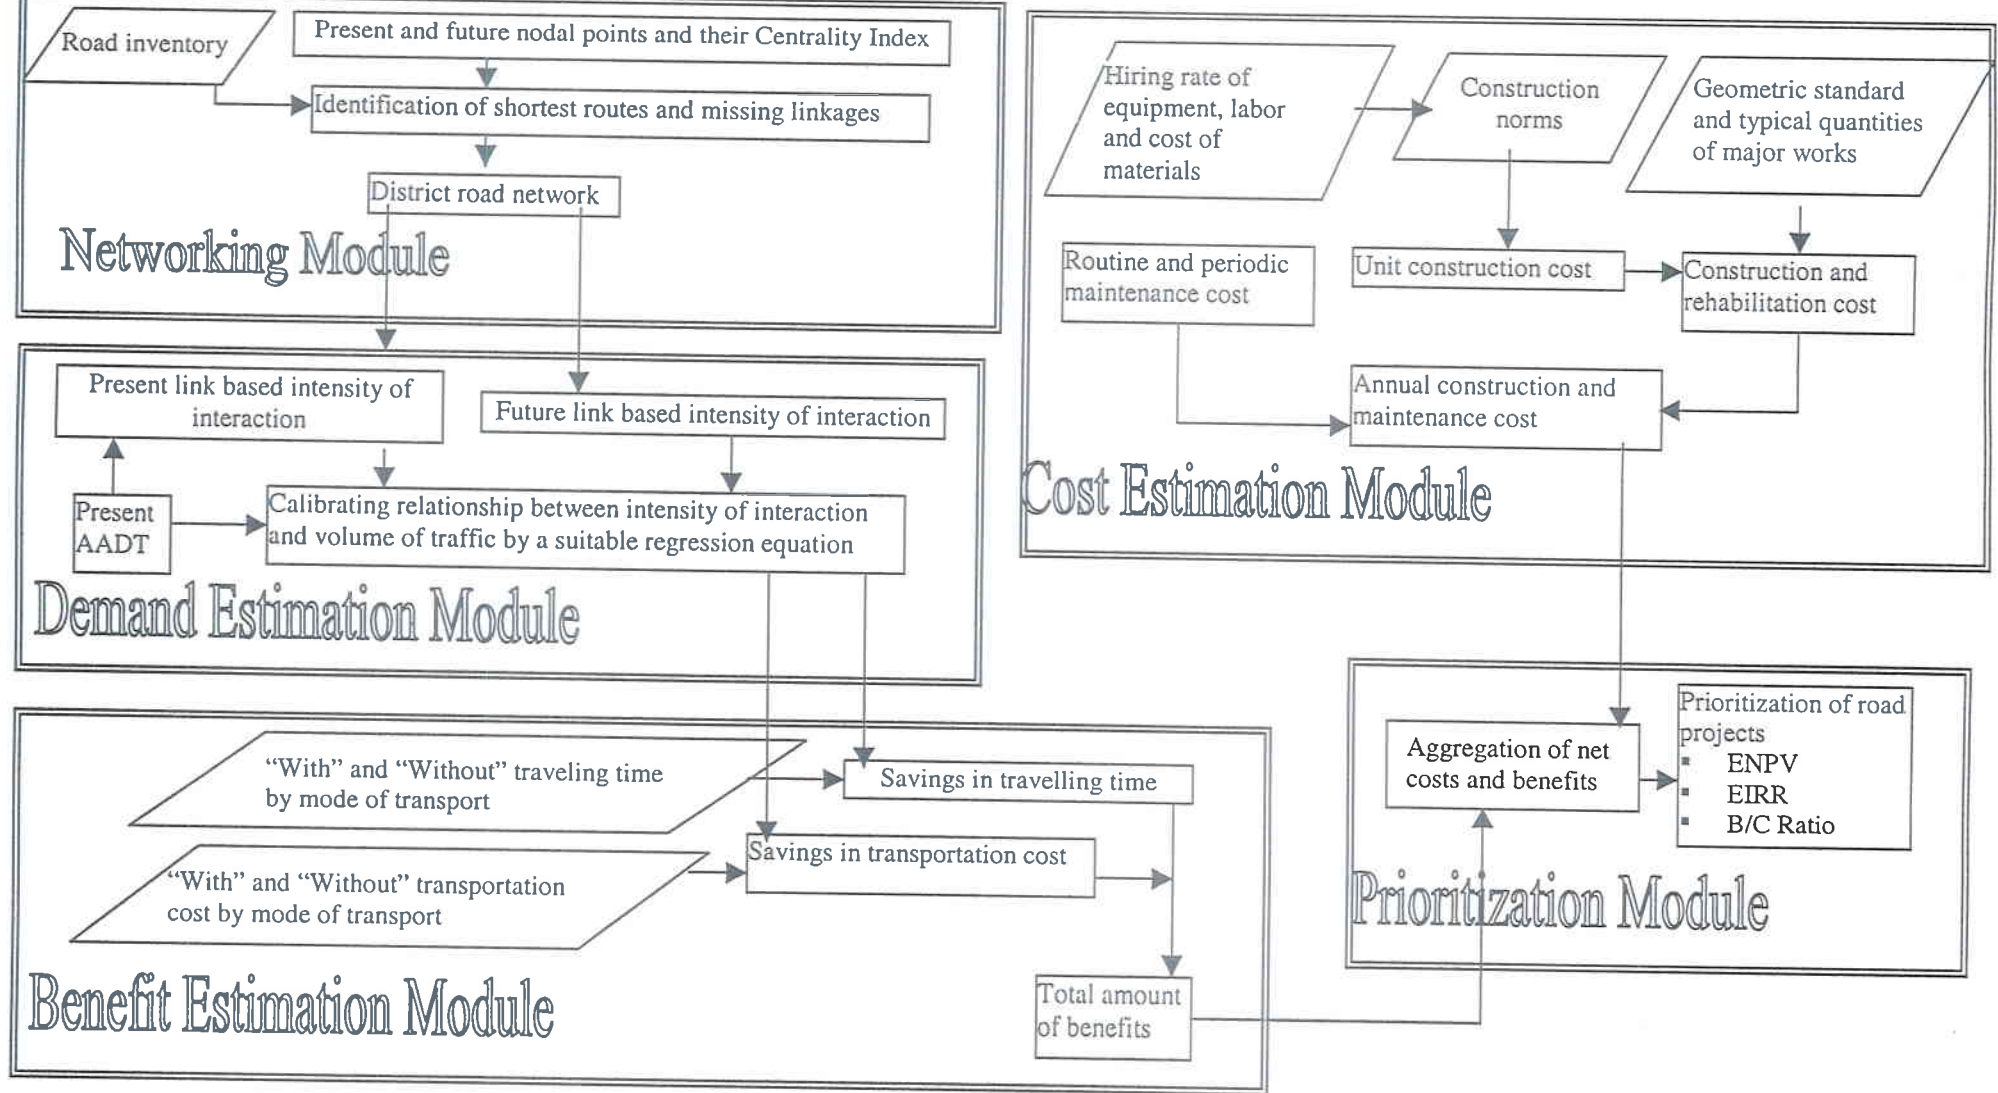 Road inventory
Present and future nodal points and their Centrality Index
Identification of shortest routes and missing linkages
District road network
Networking Module
Present link based intensity of
interaction
Future link based intensity of interaction
Present
AADT
Calibrating relationship between intensity of interaction
and volume of traffic by a suitable regression equation
Demand Estimation Module
“With” and “Without” traveling time
by mode of transport
Savings in travelling time
Savings in transportation cost
“With” and “Without” transportation
cost by mode of transport
Total amount
of benefits
Benefit Estimation Module
Hiring rate of
equipment, labor
and cost of
materials
Construction
norms
Geometric standard
and typical quantities
of major works
Routine and periodic
maintenance cost
Unit construction cost
Construction and
rehabilitation cost
Annual construction and
maintenance cost
Cost Estimation Module
Aggregation of net
costs and benefits
Prioritization of road
projects
▪ ENPV
▪ EIRR
▪ B/C Ratio
Prioritization Module